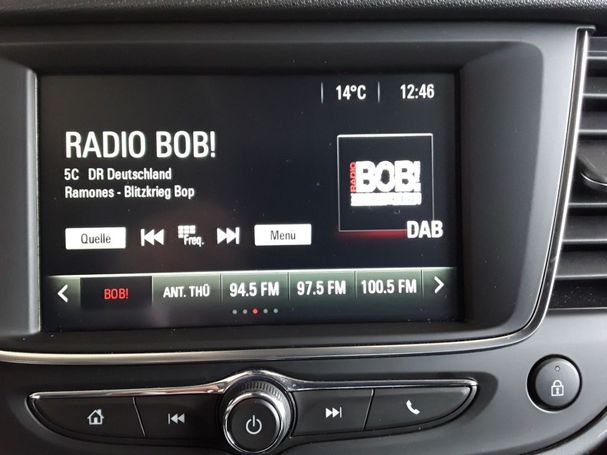 14°C 12:46
RADIO BOB!
5C DR Deutschland
Ramones - Blitzkrieg Bop
RADIO BOB!
DAB
Quelle Freq. Menu
BOB! ANT. THÜ 94.5 FM 97.5 FM 100.5 FM